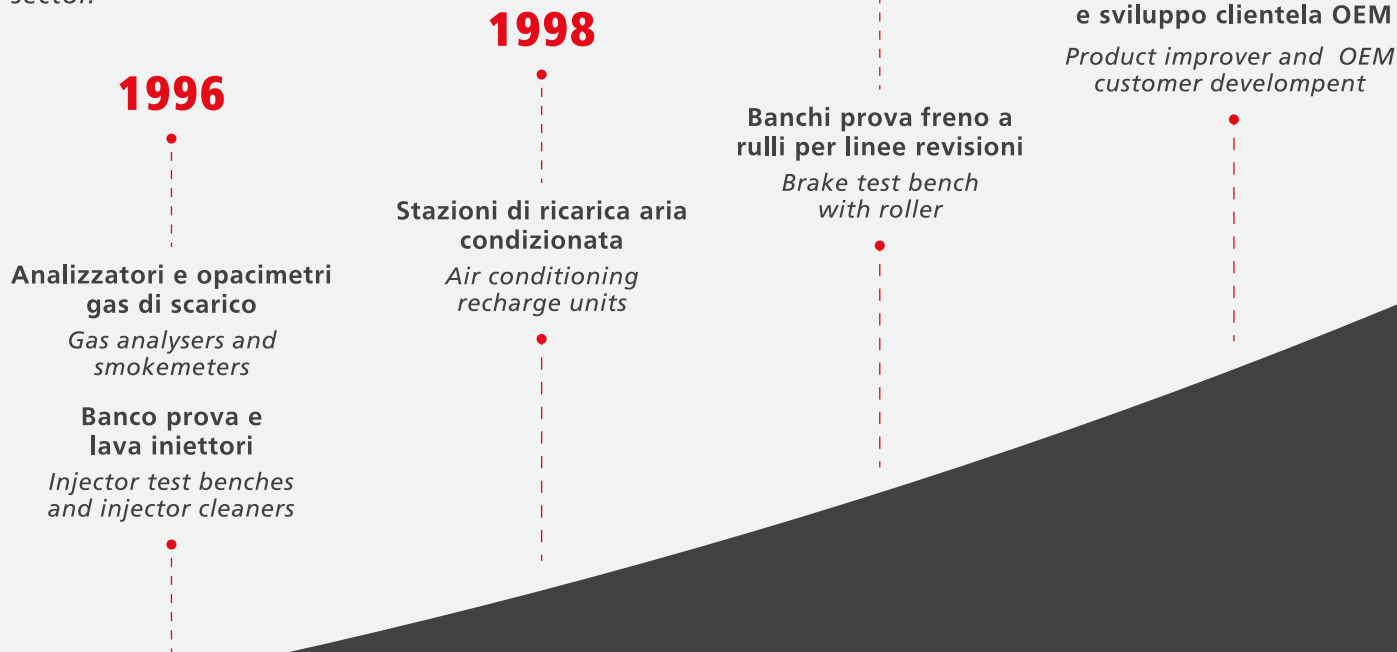 sector.
1996
Analizzatori e opacimetri
gas di scarico
Gas analysers and
smokemeters
Banco prova e
lava iniettori
Injector test benches
and injector cleaners
1998
Stazioni di ricarica aria
condizionata
Air conditioning
recharge units
Banchi prova freno a
rulli per linee revisioni
Brake test bench
with roller
e sviluppo clientela OEM
Product improver and OEM
customer develompent